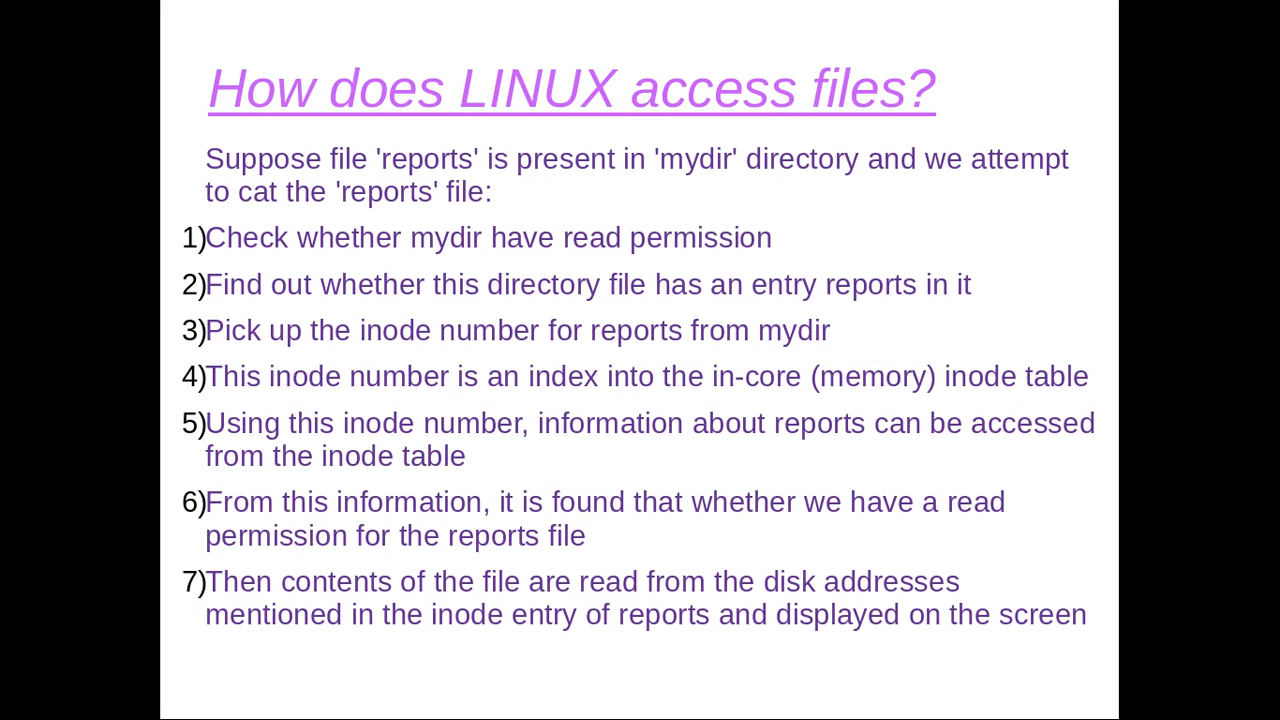 How does LINUX access files?
Suppose file 'reports' is present in 'mydir' directory and we attempt
to cat the 'reports' file:
1)Check whether mydir have read permission
2)Find out whether this directory file has an entry reports in it
3)Pick up the inode number for reports from mydir
4)This inode number is an index into the in-core (memory) inode table
5)Using this inode number, information about reports can be accessed
from the inode table
6)From this information, it is found that whether we have a read
permission for the reports file
7)Then contents of the file are read from the disk addresses
mentioned in the inode entry of reports and displayed on the screen